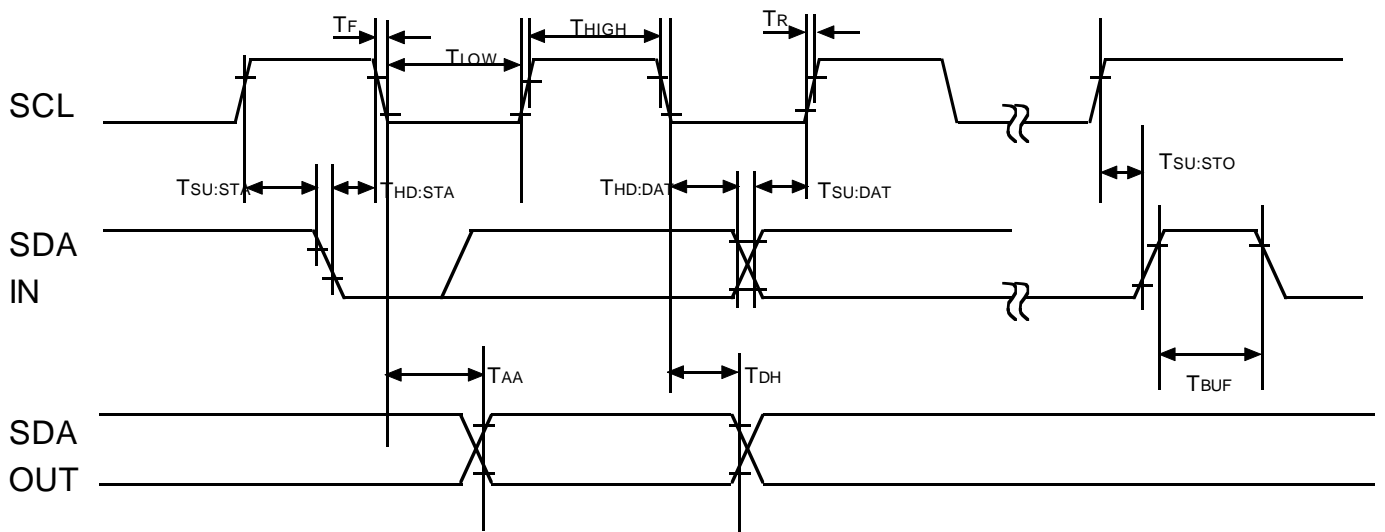 TF
THIGH
TR
TLOW
SCL
TSU:STA
THD:STA
THD:DAT
TSU:DAT
TSU:STO
SDA
IN
TAA
TDH
TBUF
SDA
OUT